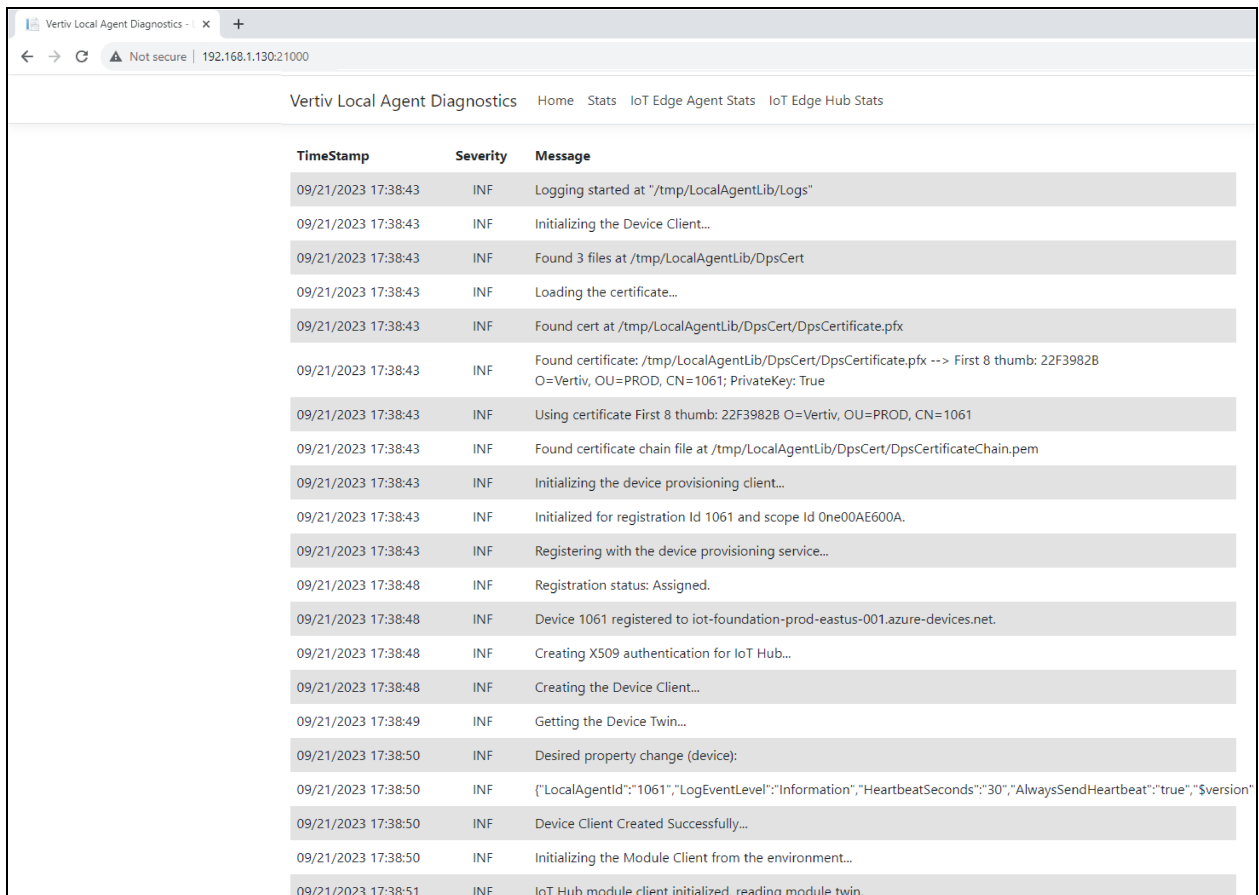 Vertiv Local Agent Diagnostics -
Not secure | 192.168.1.130:21000
Vertiv Local Agent Diagnostics Home Stats IoT Edge Agent Stats IoT Edge Hub Stats
TimeStamp Severity Message
09/21/2023 17:38:43 INF Logging started at "/tmp/LocalAgentLib/Logs"
09/21/2023 17:38:43 INF Initializing the Device Client...
09/21/2023 17:38:43 INF Found 3 files at /tmp/LocalAgentLib/DpsCert
09/21/2023 17:38:43 INF Loading the certificate...
09/21/2023 17:38:43 INF Found cert at /tmp/LocalAgentLib/DpsCert/DpsCertificate.pfx
09/21/2023 17:38:43 INF Found certificate: /tmp/LocalAgentLib/DpsCert/DpsCertificate.pfx --> First 8 thumb: 22F3982B
O=Vertiv, OU=PROD, CN=1061; PrivateKey: True
09/21/2023 17:38:43 INF Using certificate First 8 thumb: 22F3982B O=Vertiv, OU=PROD, CN=1061
09/21/2023 17:38:43 INF Found certificate chain file at /tmp/LocalAgentLib/DpsCert/DpsCertificateChain.pem
09/21/2023 17:38:43 INF Initializing the device provisioning client...
09/21/2023 17:38:43 INF Initialized for registration Id 1061 and scope Id 0ne00AE600A.
09/21/2023 17:38:43 INF Registering with the device provisioning service...
09/21/2023 17:38:48 INF Registration status: Assigned.
09/21/2023 17:38:48 INF Device 1061 registered to iot-foundation-prod-eastus-001.azure-devices.net.
09/21/2023 17:38:48 INF Creating X509 authentication for IoT Hub...
09/21/2023 17:38:48 INF Creating the Device Client...
09/21/2023 17:38:49 INF Getting the Device Twin...
09/21/2023 17:38:50 INF Desired property change (device):
09/21/2023 17:38:50 INF {"LocalAgentId":"1061","LogEventLevel":"Information","HeartbeatSeconds":"30","AlwaysSendHeartbeat":"true","$version"
09/21/2023 17:38:50 INF Device Client Created Successfully...
09/21/2023 17:38:50 INF Initializing the Module Client from the environment...
09/21/2023 17:38:51 INF IoT Hub module client initialized, reading module twin.